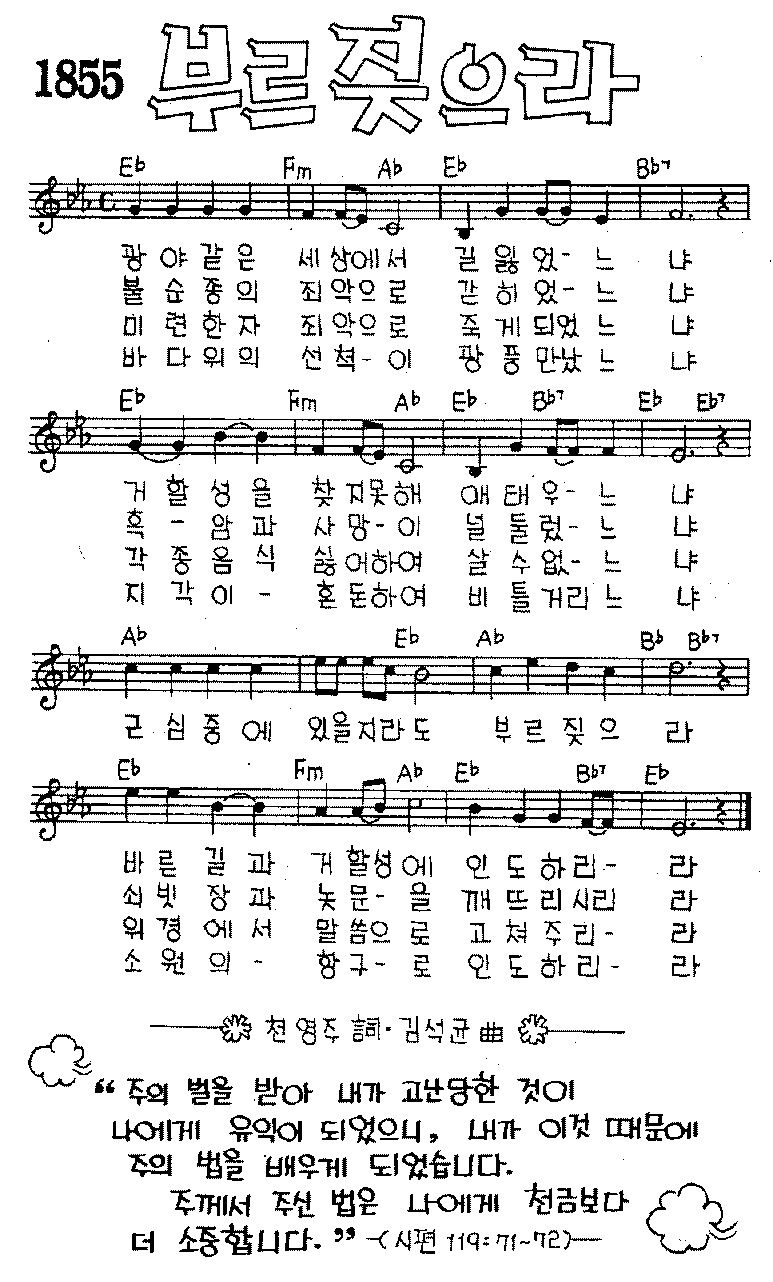 1855 부르짖으라
Eb Fm Ab Eb Bb7
광야같은 세상에서 길 잃었-느 냐
불순종의 죄악으로 갇히었-느 냐
미련한자 죄악으로 죽게되었느 냐
바다위의 선척-이 광풍만났느 냐
Eb Fm Ab Eb Bb7 Eb Eb7
거할성을 찾지못해 애태우-느 냐
흑-암과 사망-이 널 둘렀-느 냐
각종음식 싫어하여 살 수없-느 냐
지각이- 혼돈하여 비틀거리느 냐
Ab Eb Ab Bb Bb7
근심중에 있을지라도 부르짖으 라
Eb Fm Ab Eb Bb7 Eb
바른길과 거할성에 인도하리- 라
쇠빗장과 놋문-을 깨뜨리시리 라
위경에서 말씀으로 고쳐주리- 라
소원의- 항구-로 인도하리- 라
천영주 詞·김석균 曲
“주의 벌을 받아 내가 고난당한 것이
나에게 유익이 되었으니, 내가 이것 때문에
주의 법을 배우게 되었습니다.
주께서 주신 법은 나에게 천금보다
더 소중합니다.” -(시편 119:71~72)-